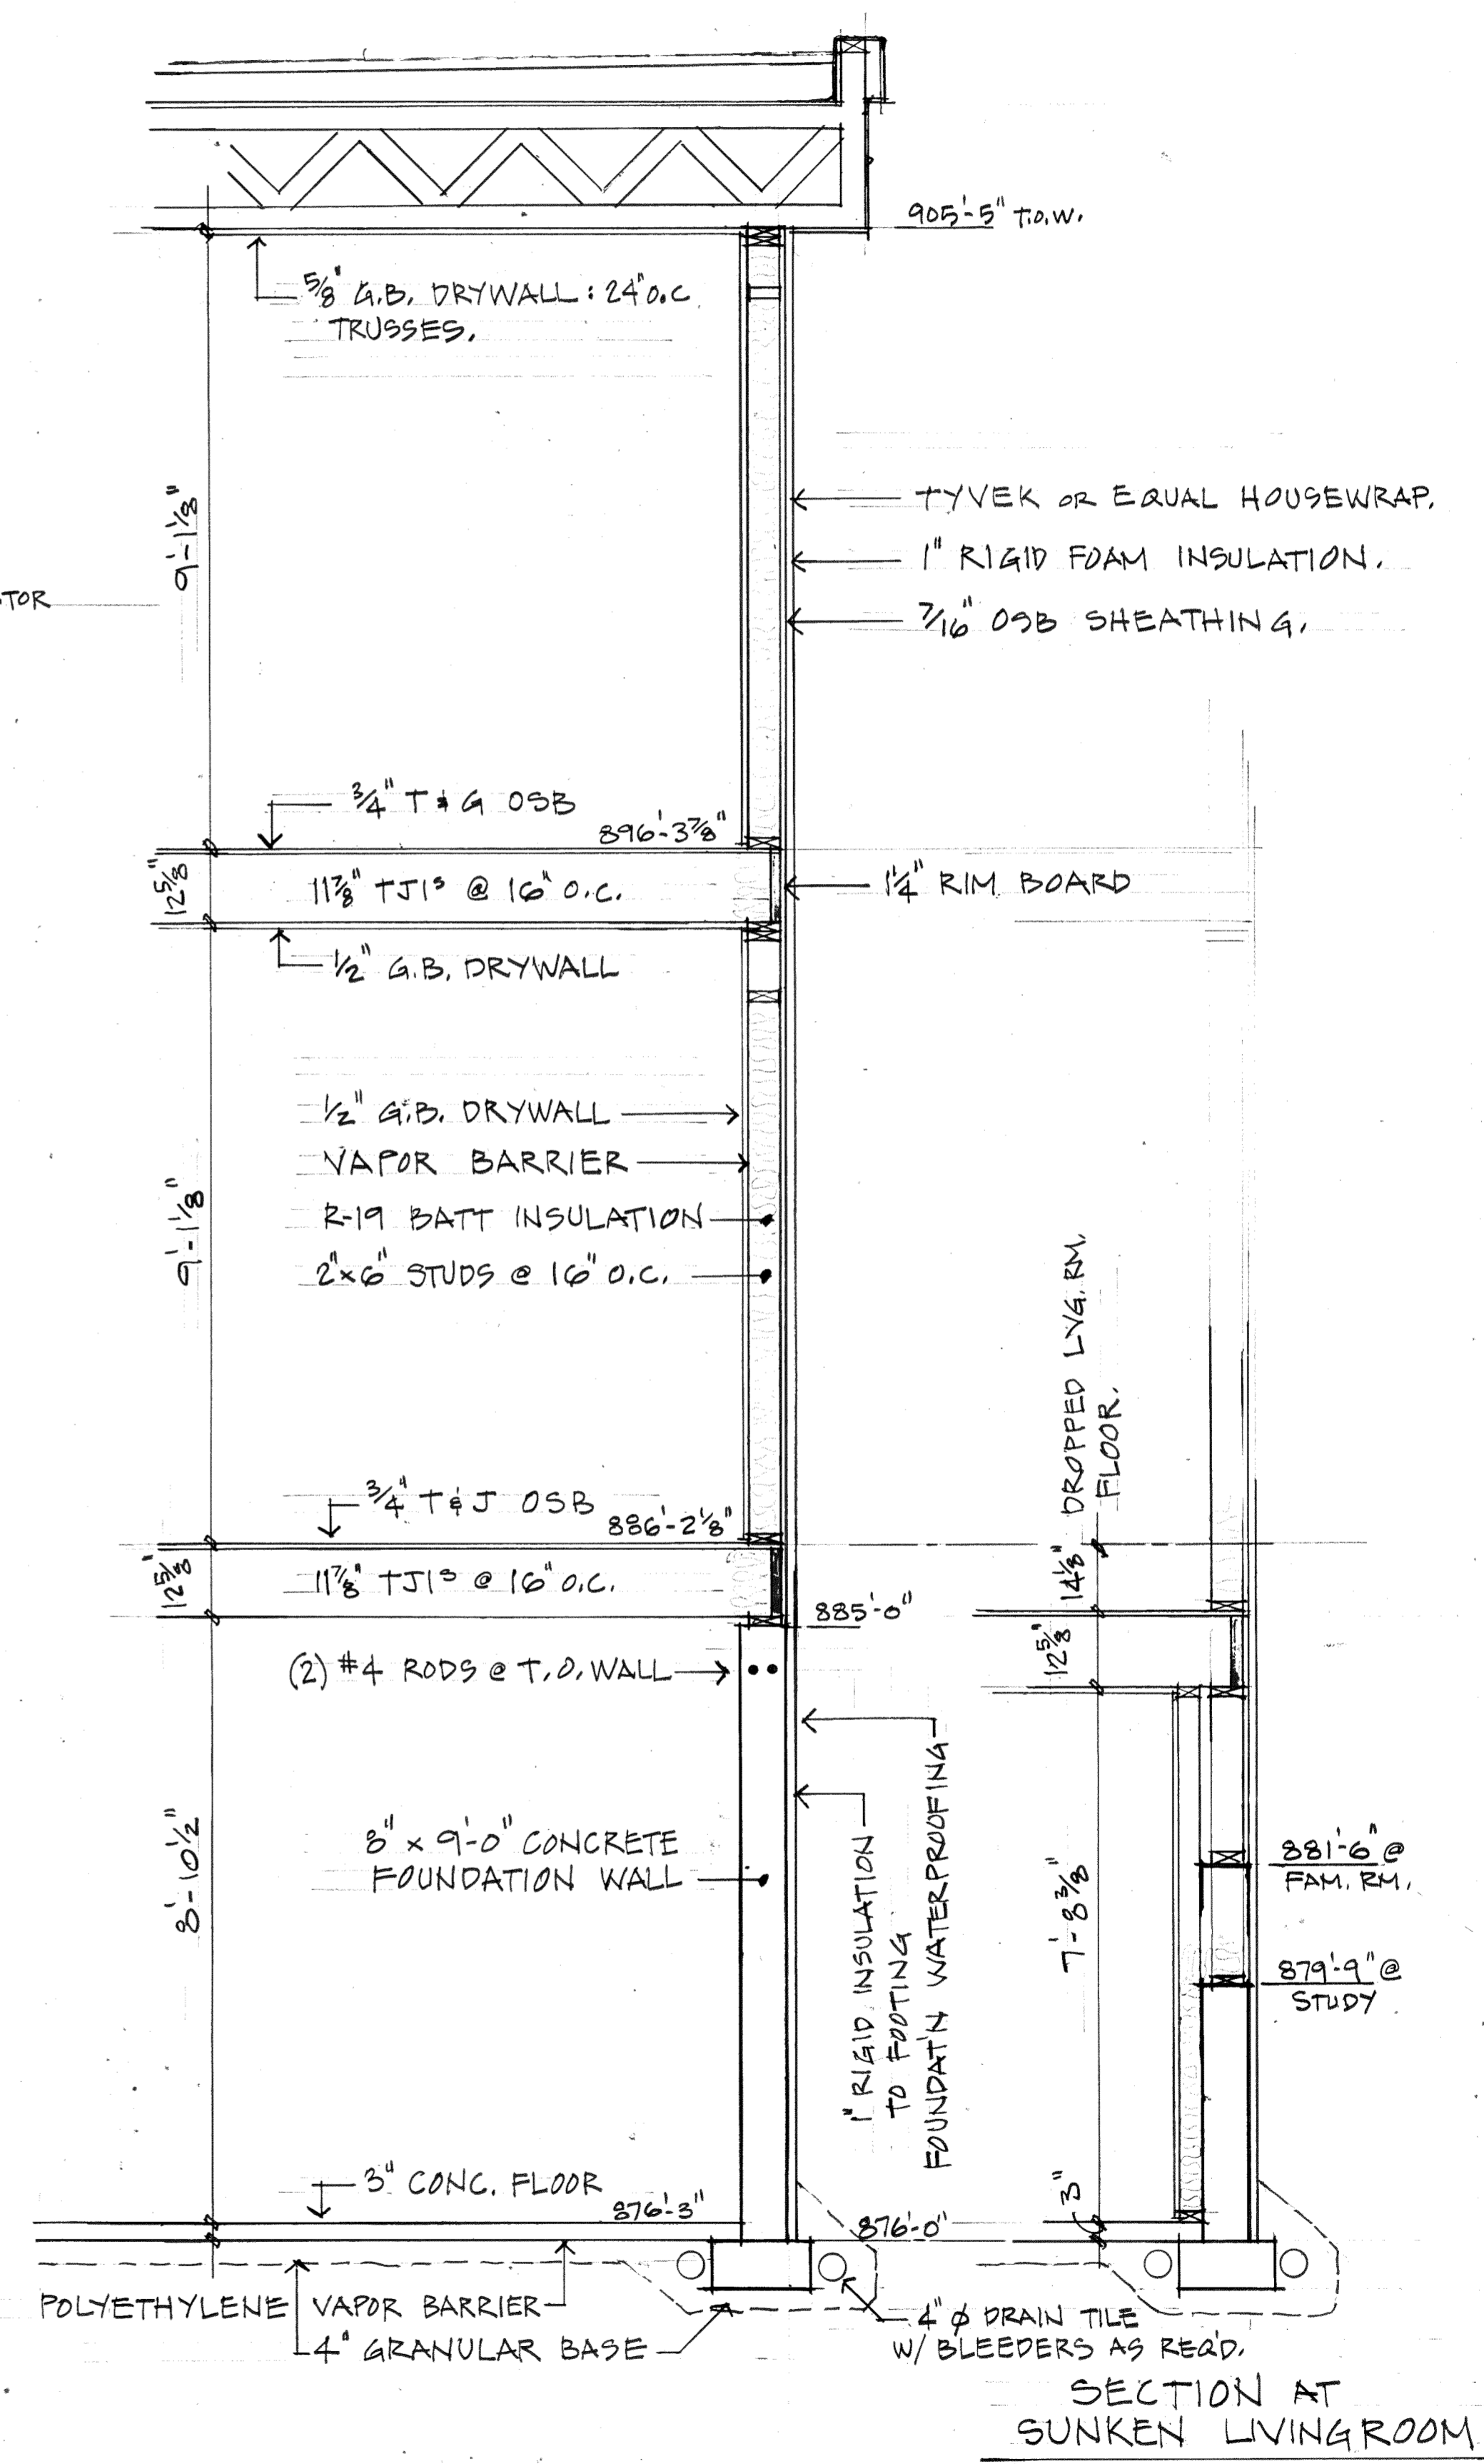 905'-5" T.O.W.
5/8" G.B. DRYWALL : 24" O.C.
TRUSSES.
9'-1 1/8"
TYVEK OR EQUAL HOUSEWRAP.
1" RIGID FOAM INSULATION.
TOR
7/16" OSB SHEATHING.
3/4" T & G OSB
896'-3 7/8"
12 5/8"
11 7/8" TJIS @ 16" O.C.
1 1/4" RIM BOARD
1/2" G.B. DRYWALL
1/2" G.B. DRYWALL
VAPOR BARRIER
9'-1 1/8"
R-19 BATT INSULATION
2"x6" STUDS @ 16" O.C.
14 1/8" DROPPED LVG. RM.
FLOOR.
3/4" T & J OSB
886'-2 1/8"
12 5/8"
11 7/8" TJIS @ 16" O.C.
885'-0"
12 5/8"
(2) #4 RODS @ T.O. WALL
8'-10 1/2"
8" x 9'-0" CONCRETE
FOUNDATION WALL
1" RIGID INSULATION
TO FOOTING
FOUNDAT'N WATERPROOFING
7'-8 3/8"
881'-6" @
FAM. RM.
879'-9" @
STUDY
3" CONC. FLOOR
876'-3"
876'-0"
3"
POLYETHYLENE VAPOR BARRIER
4" GRANULAR BASE
4" φ DRAIN TILE
W/ BLEEDERS AS REQ'D.
SECTION AT
SUNKEN LIVINGROOM